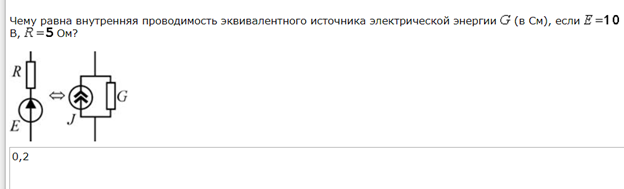 Чему равна внутренняя проводимость эквивалентного источника электрической энергии G (в См), если E =10
В, R =5 Ом?
R
G
E
J
0,2